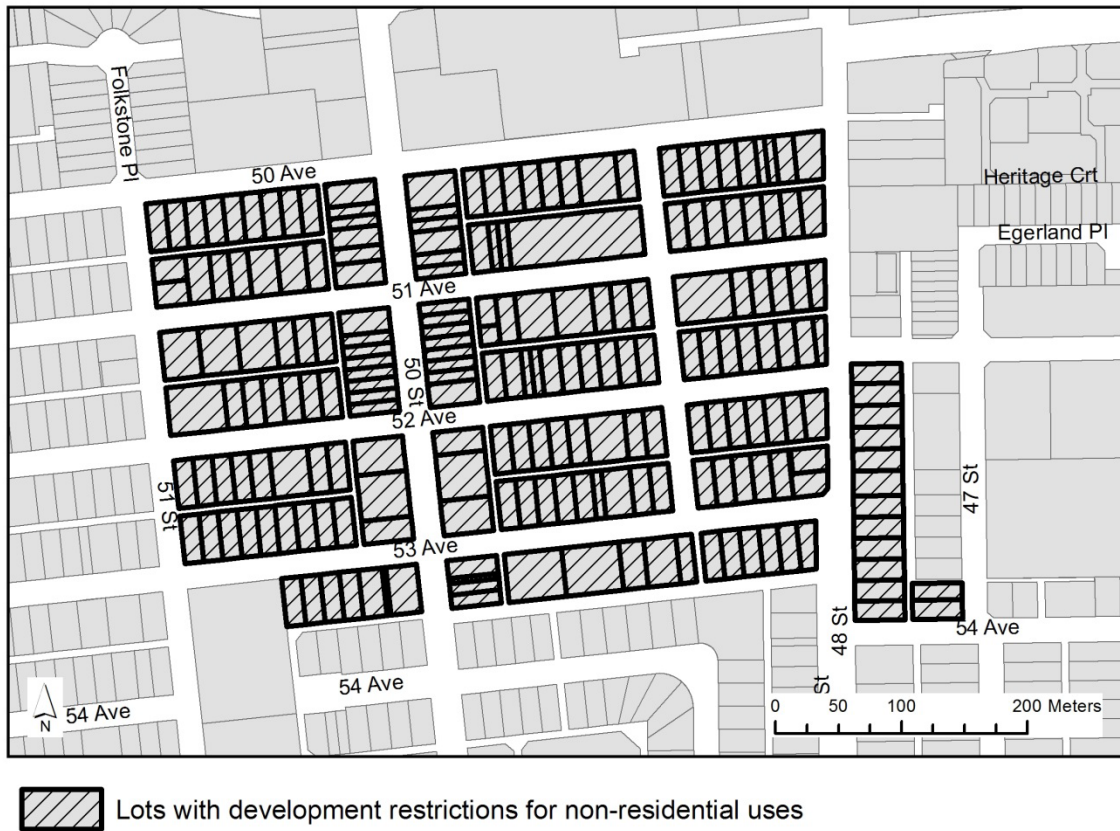 Folkstone Pl
50 Ave
Heritage Crt
Egerland Pl
51 Ave
50 St
52 Ave
51 St
47 St
53 Ave
48 St
54 Ave
St
54 Ave
54 Ave
N
0 50 100 200 Meters
Lots with development restrictions for non-residential uses